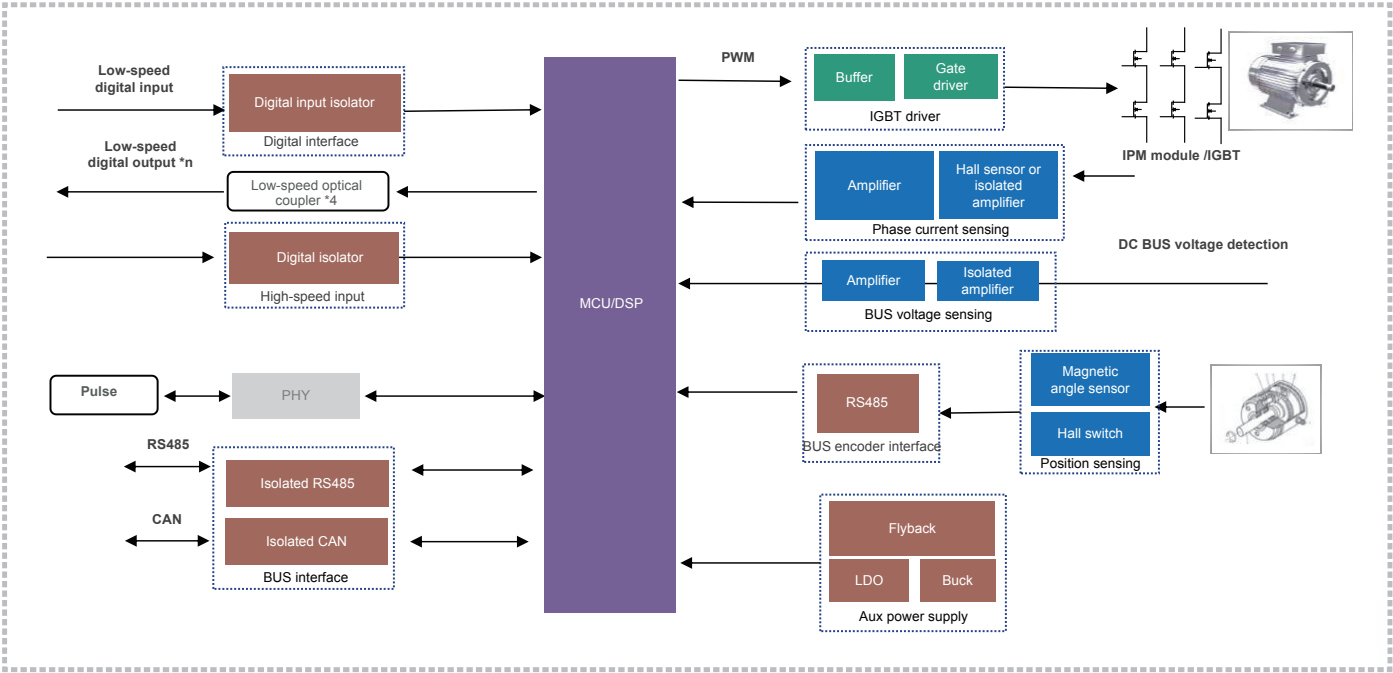 Low-speed
digital input
Digital input isolator
Digital interface
Low-speed
digital output *n
Low-speed optical
coupler *4
Digital isolator
High-speed input
Pulse
PHY
RS485
Isolated RS485
CAN
Isolated CAN
BUS interface
MCU/DSP
PWM
Buffer
Gate
driver
IGBT driver
IPM module /IGBT
Amplifier
Hall sensor or
isolated
amplifier
Phase current sensing
DC BUS voltage detection
Amplifier
Isolated
amplifier
BUS voltage sensing
RS485
BUS encoder interface
Magnetic
angle sensor
Hall switch
Position sensing
Flyback
LDO
Buck
Aux power supply